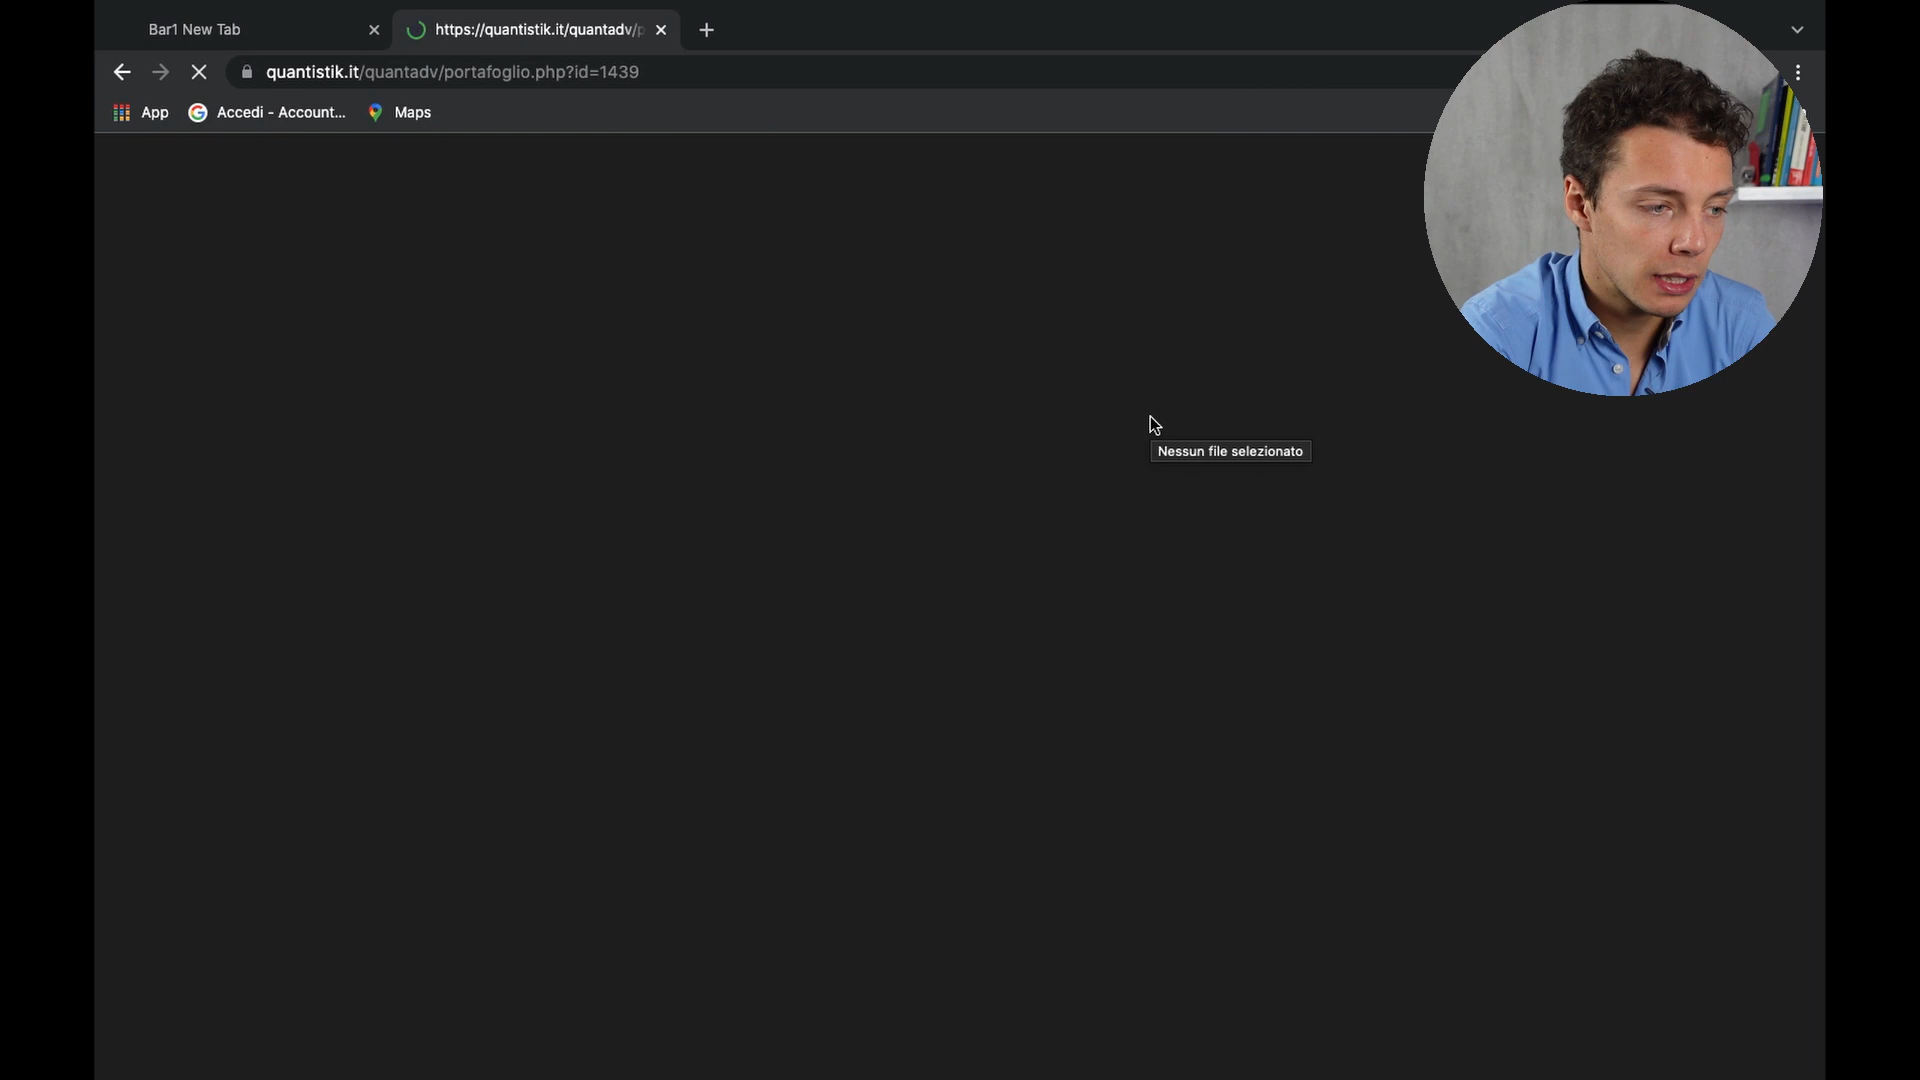 Bar1 New Tab
https://quantistik.it/quantadv/p
quantistik.it/quantadv/portafoglio.php?id=1439
App
Accedi - Account...
Maps
Nessun file selezionato